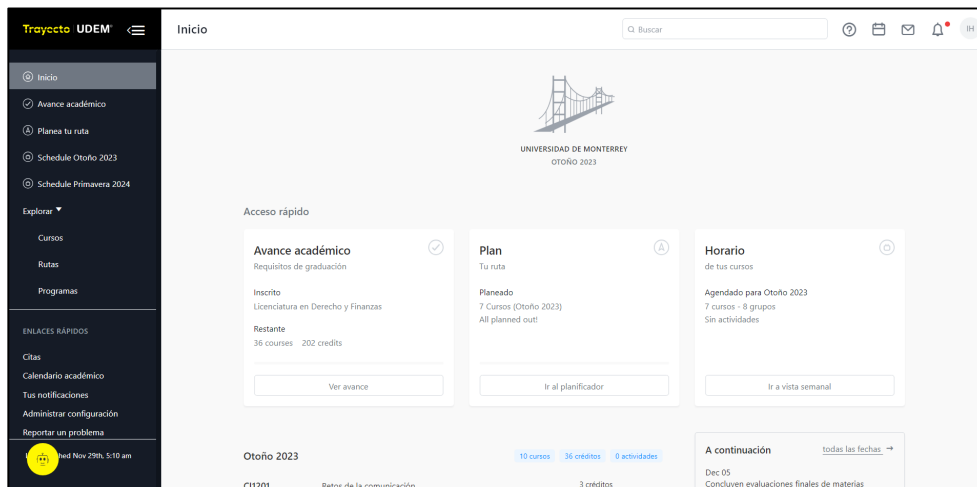 Trayecto UDEM
Inicio
Buscar
IH
Inicio
Avance académico
Planea tu ruta
Schedule Otoño 2023
Schedule Primavera 2024
Explorar
Cursos
Rutas
Programas
ENLACES RÁPIDOS
Citas
Calendario académico
Tus notificaciones
Administrar configuración
Reportar un problema
Nov 29th, 5:10 am
UNIVERSIDAD DE MONTERREY
OTOÑO 2023
Acceso rápido
Avance académico
Requisitos de graduación
Inscrito
Licenciatura en Derecho y Finanzas
Restante
36 courses 202 credits
Ver avance
Plan
Tu ruta
Planeado
7 Cursos (Otoño 2023)
All planned out!
Ir al planificador
Horario
de tus cursos
Agendado para Otoño 2023
7 cursos - 8 grupos
Sin actividades
Ir a vista semanal
Otoño 2023 10 cursos 36 créditos 0 actividades
CI1201 Retos de la comunicación 3 créditos
A continuación todas las fechas →
Dec 05
Concluyen evaluaciones finales de materias